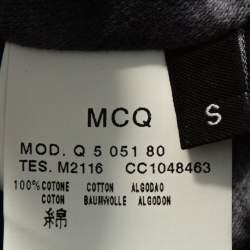 MCQ
S
MOD. Q 5 051 80
TES. M2116 CC1048463
100% COTONE COTTON ALGODAO
COTON BAUMWOLLE ALGODON
綿